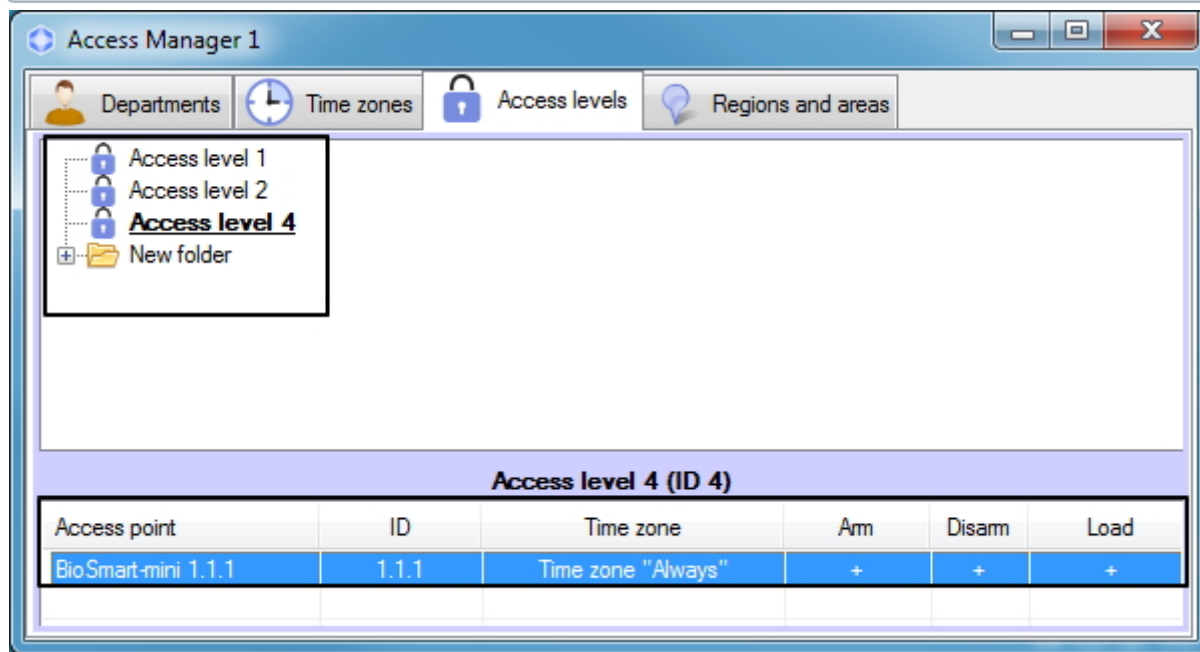 Access Manager 1
Departments Time zones Access levels Regions and areas
Access level 1
Access level 2
Access level 4
New folder
Access level 4 (ID 4)
Access point ID Time zone Arm Disarm Load
BioSmart-mini 1.1.1 1.1.1 Time zone "Always" + + +